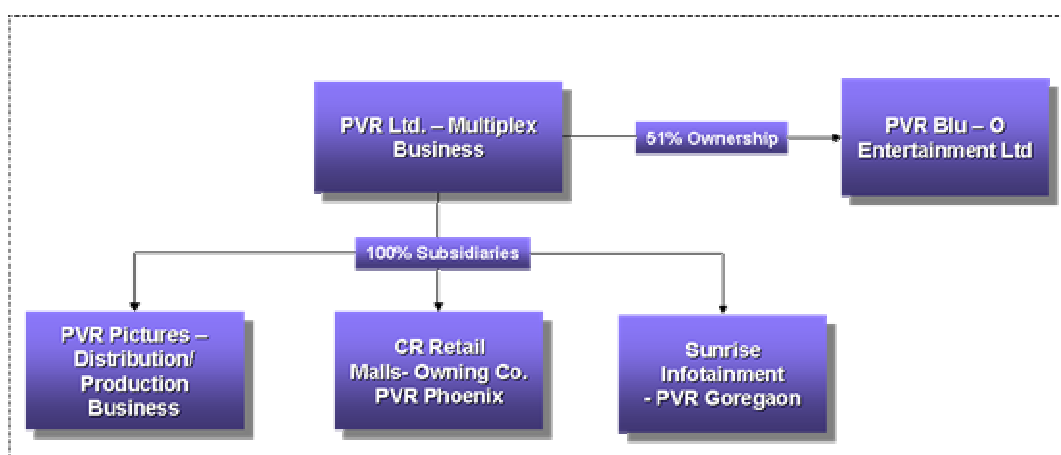 PVR Ltd. – Multiplex
Business
51% Ownership
PVR Blu – O
Entertainment Ltd
100% Subsidiaries
PVR Pictures –
Distribution/
Production
Business
CR Retail
Malls- Owning Co.
PVR Phoenix
Sunrise
Infotainment
- PVR Goregaon